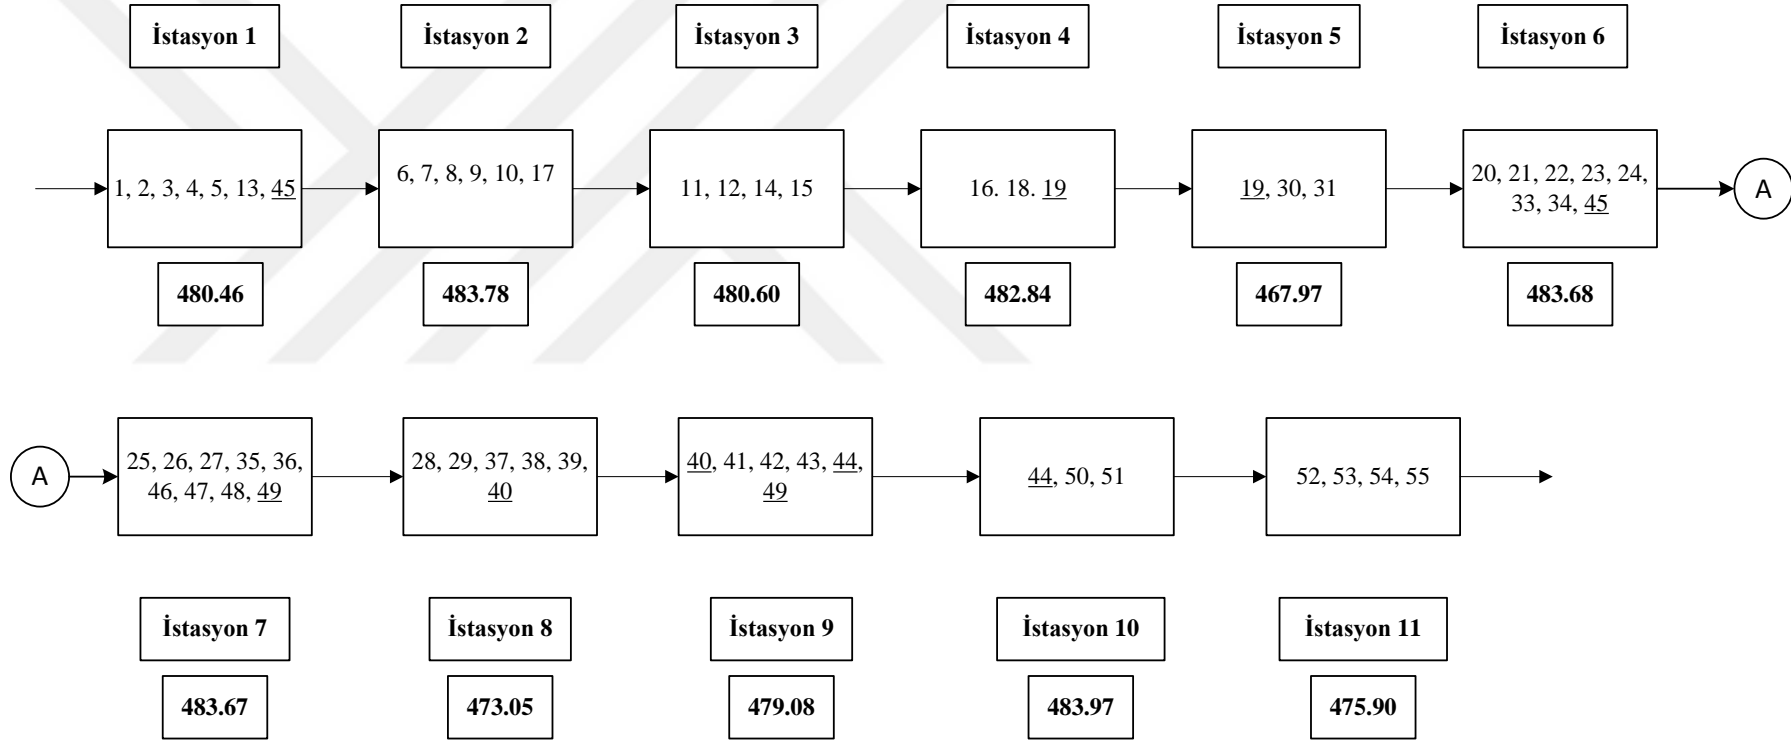 İstasyon 1
İstasyon 2
İstasyon 3
İstasyon 4
İstasyon 5
İstasyon 6
1, 2, 3, 4, 5, 13, 45
6, 7, 8, 9, 10, 17
11, 12, 14, 15
16. 18. 19
19, 30, 31
20, 21, 22, 23, 24,
33, 34, 45
A
480.46
483.78
480.60
482.84
467.97
483.68
A
25, 26, 27, 35, 36,
46, 47, 48, 49
28, 29, 37, 38, 39,
40
40, 41, 42, 43, 44,
49
44, 50, 51
52, 53, 54, 55
İstasyon 7
İstasyon 8
İstasyon 9
İstasyon 10
İstasyon 11
483.67
473.05
479.08
483.97
475.90